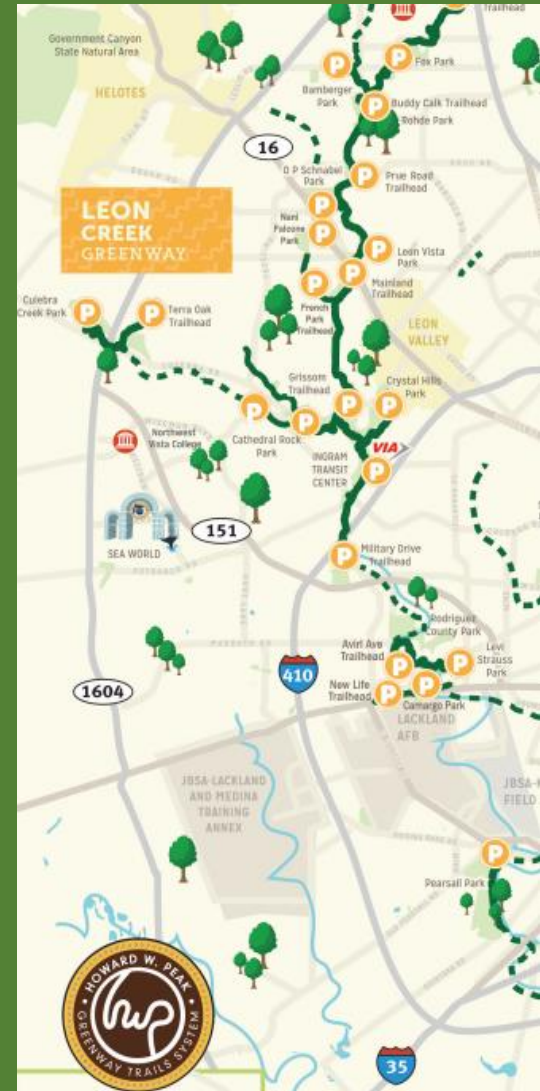 Trailhead
Government Canyon
State Natural Area
Fox Park
HELOTES
Bamberger
Park
Buddy Calk Trailhead
Rohde Park
16
O P Schnabel
Park
Prue Road
Trailhead
LEON
CREEK
GREENWAY
Nani
Falcone
Park
Leon Vista
Park
Mainland
Trailhead
Culebra
Creek Park
Terra Oak
Trailhead
French
Park
Trailhead
LEON
VALLEY
Grissom
Trailhead
Crystal Hills
Park
Northwest
Vista College
Cathedral Rock
Park
VIA
INGRAM
TRANSIT
CENTER
SEA WORLD
151
Military Drive
Trailhead
Rodriguez
County Park
Avirl Ave
Trailhead
Levi
Strauss
Park
410
New Life
Trailhead
Camargo Park
1604
LACKLAND
AFB
JBSA-LACKLAND
AND MEDINA
TRAINING
ANNEX
FIELD
Pearsall Park
HOWARD W. PEAK
hwp
GREENWAY TRAILS SYSTEM
35